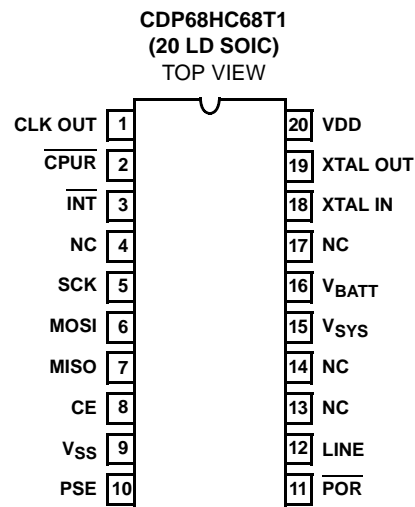 CDP68HC68T1
(20 LD SOIC)
TOP VIEW
CLK OUT 1 20 VDD
CPUR 2 19 XTAL OUT
INT 3 18 XTAL IN
NC 4 17 NC
SCK 5 16 VBATT
MOSI 6 15 VSYS
MISO 7 14 NC
CE 8 13 NC
VSS 9 12 LINE
PSE 10 11 POR